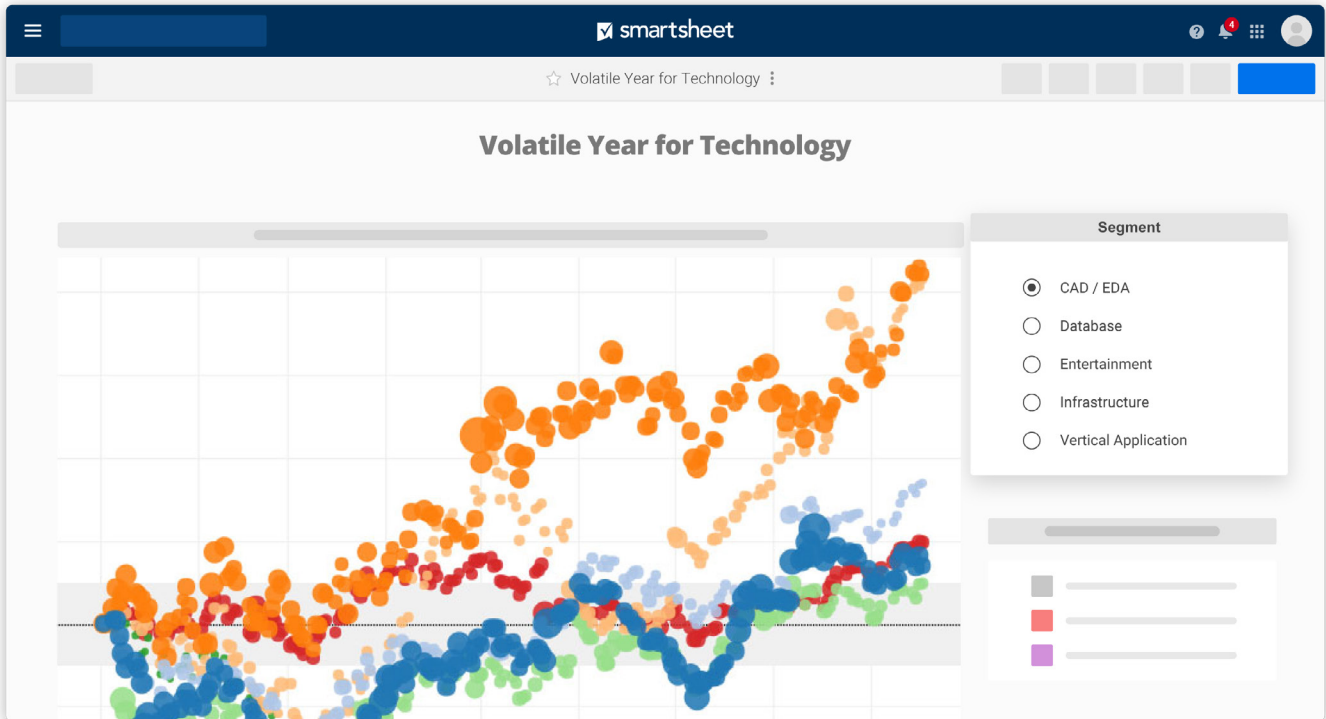 smartsheet
4
Volatile Year for Technology
Volatile Year for Technology
Segment
CAD / EDA
Database
Entertainment
Infrastructure
Vertical Application